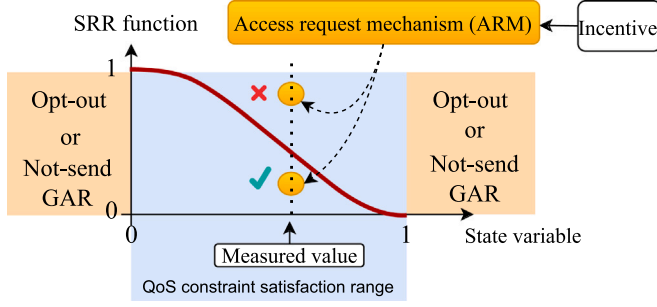 SRR function
Access request mechanism (ARM)
Incentive
1
Opt-out
or
Not-send
GAR
Opt-out
or
Not-send
GAR
0
0
1
State variable
Measured value
QoS constraint satisfaction range